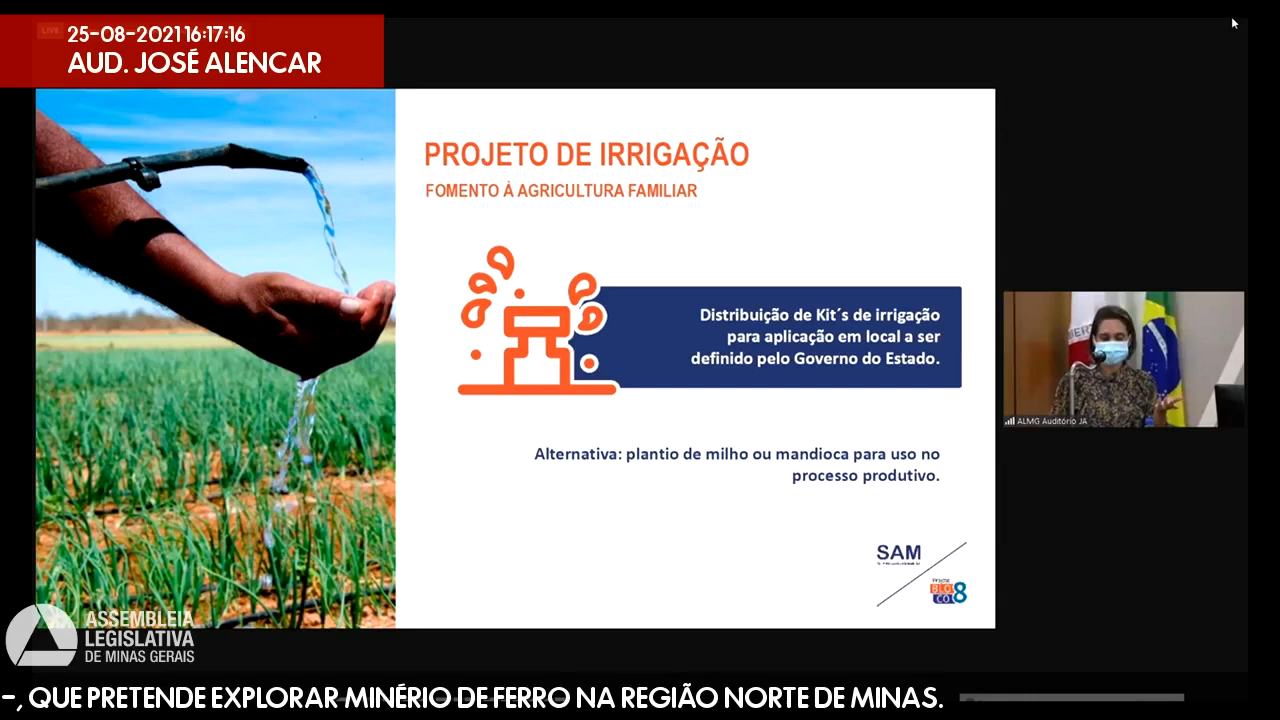 LIVE
25-08-2021 16:17:16
AUD. JOSÉ ALENCAR
PROJETO DE IRRIGAÇÃO
FOMENTO À AGRICULTURA FAMILIAR
Distribuição de Kit´s de irrigação
para aplicação em local a ser
definido pelo Governo do Estado.
Alternativa: plantio de milho ou mandioca para uso no
processo produtivo.
SAM
BLO
CO
8
ALMG Auditório JA
ASSEMBLEIA
LEGISLATIVA
DE MINAS GERAIS
–, QUE PRETENDE EXPLORAR MINÉRIO DE FERRO NA REGIÃO NORTE DE MINAS.